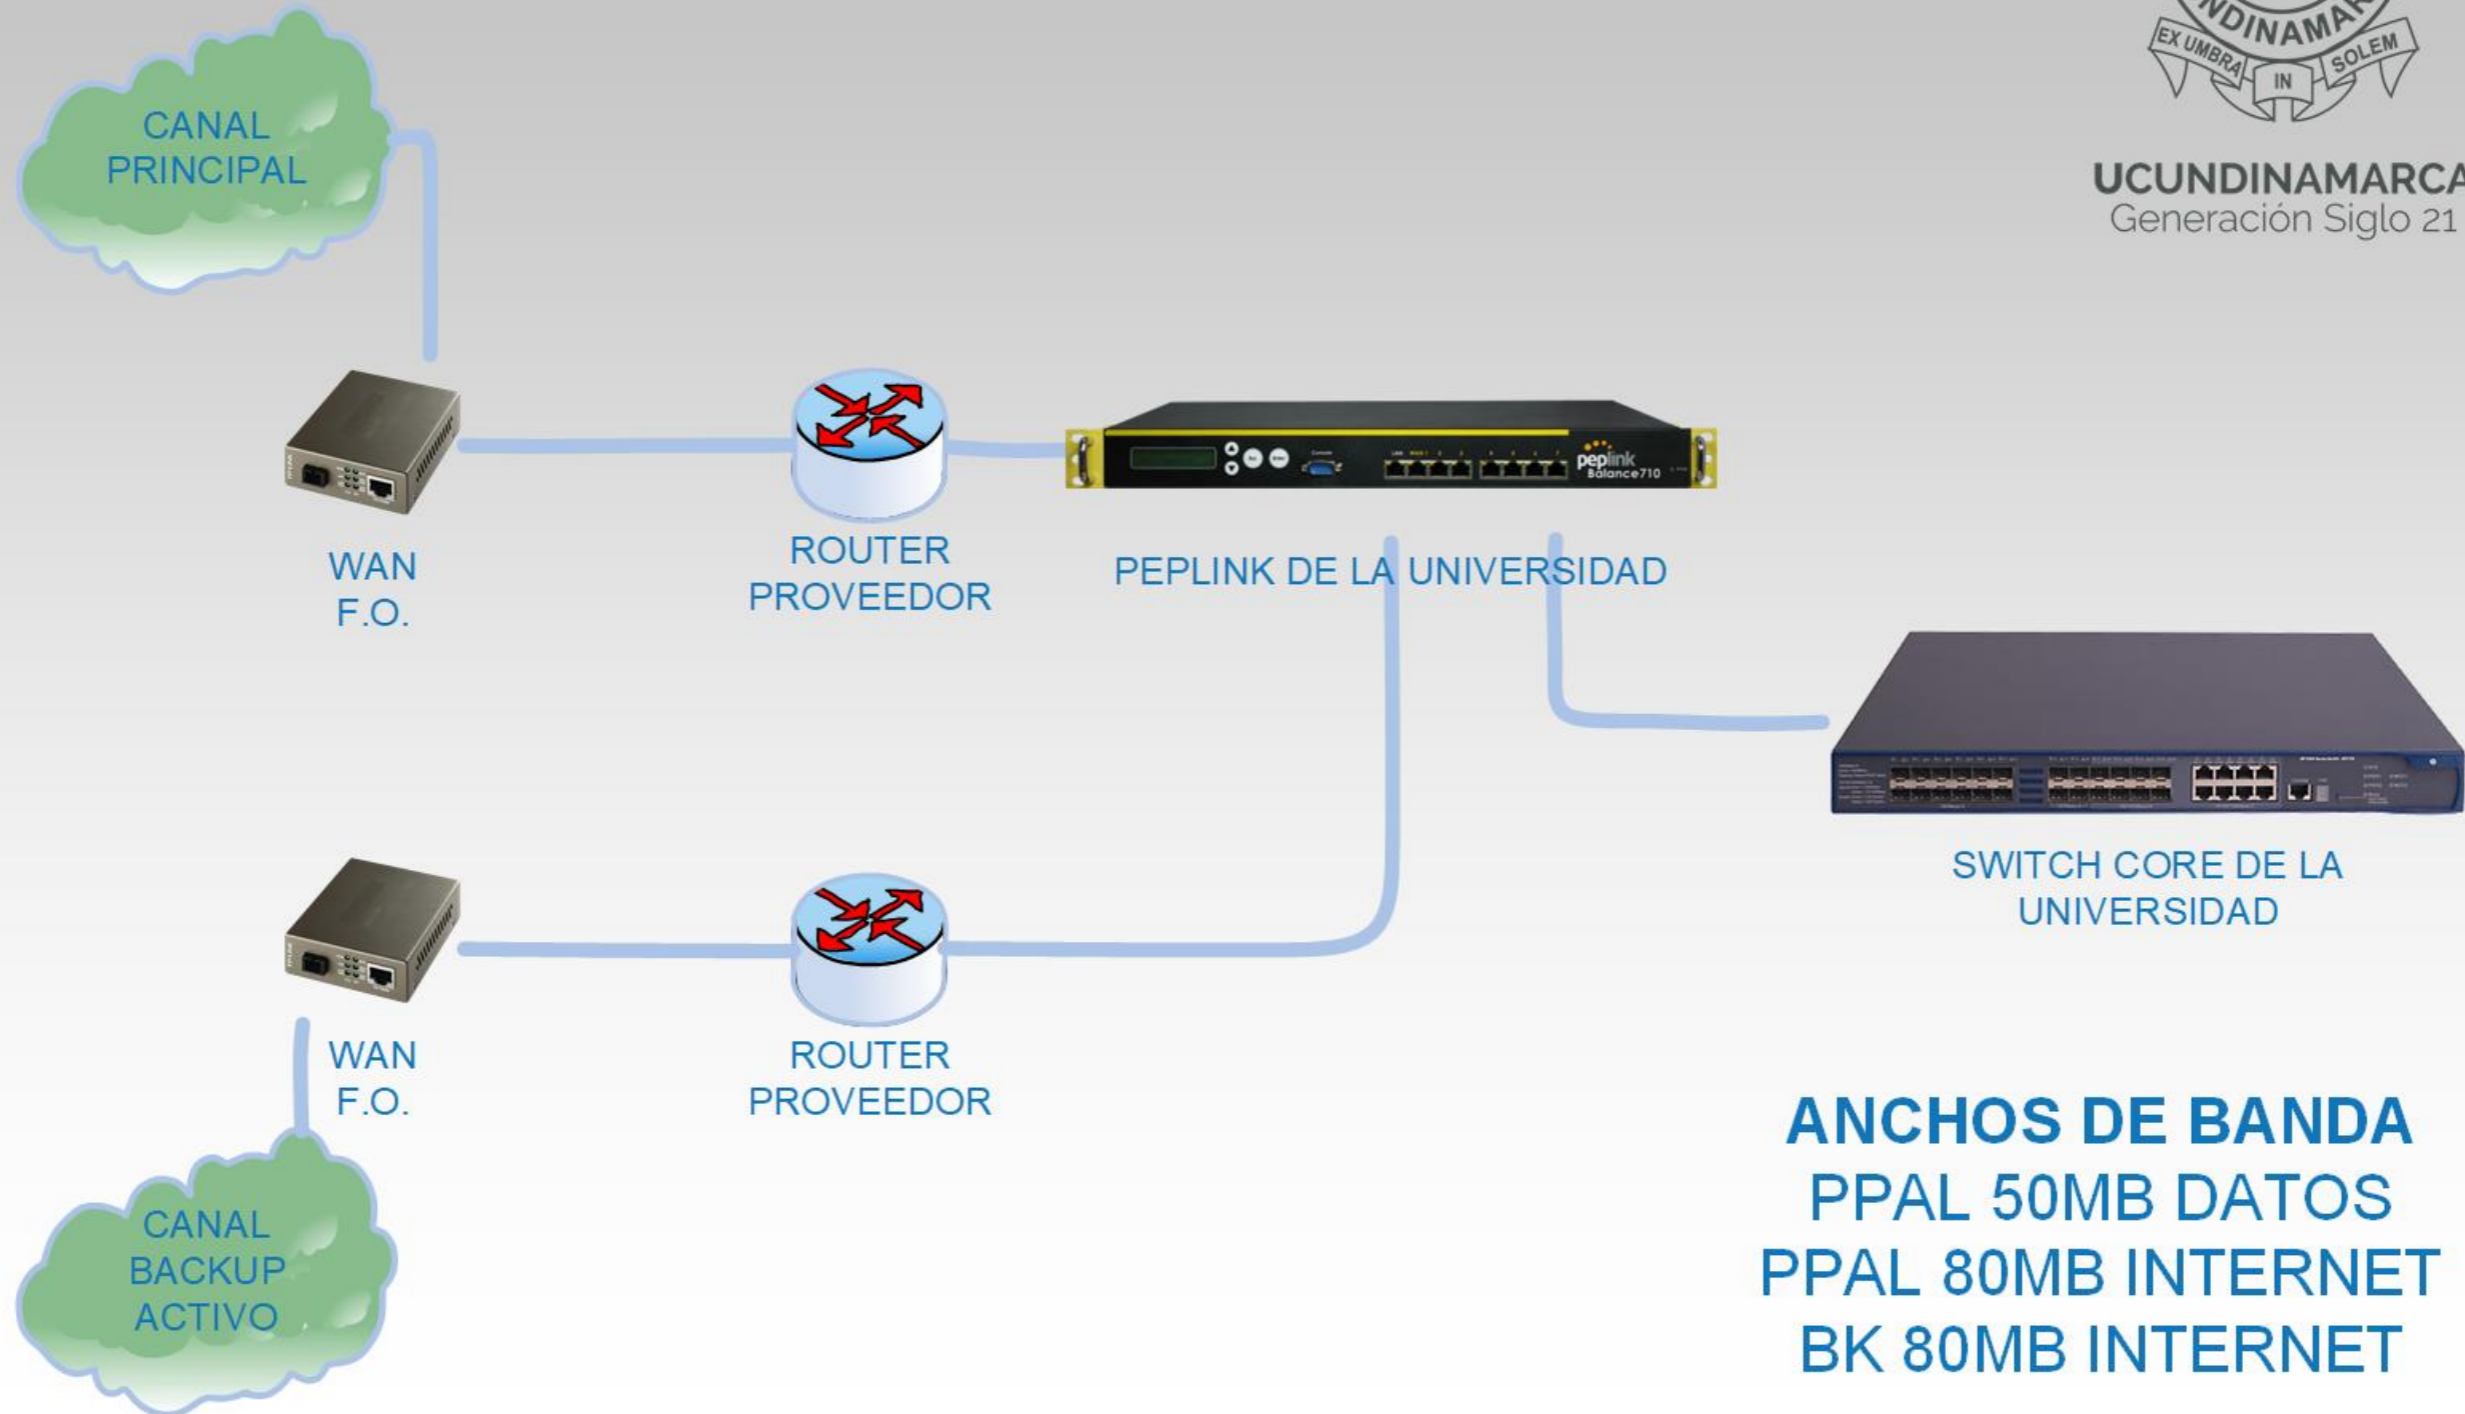 NDINAMAR
EX UMBRA IN SOLEM
UCUNDINAMARCA
Generación Siglo 21
CANAL
PRINCIPAL
WAN
F.O.
ROUTER
PROVEEDOR
peplink
Balance710
PEPLINK DE LA UNIVERSIDAD
SWITCH CORE DE LA
UNIVERSIDAD
WAN
F.O.
ROUTER
PROVEEDOR
CANAL
BACKUP
ACTIVO
ANCHOS DE BANDA
PPAL 50MB DATOS
PPAL 80MB INTERNET
BK 80MB INTERNET